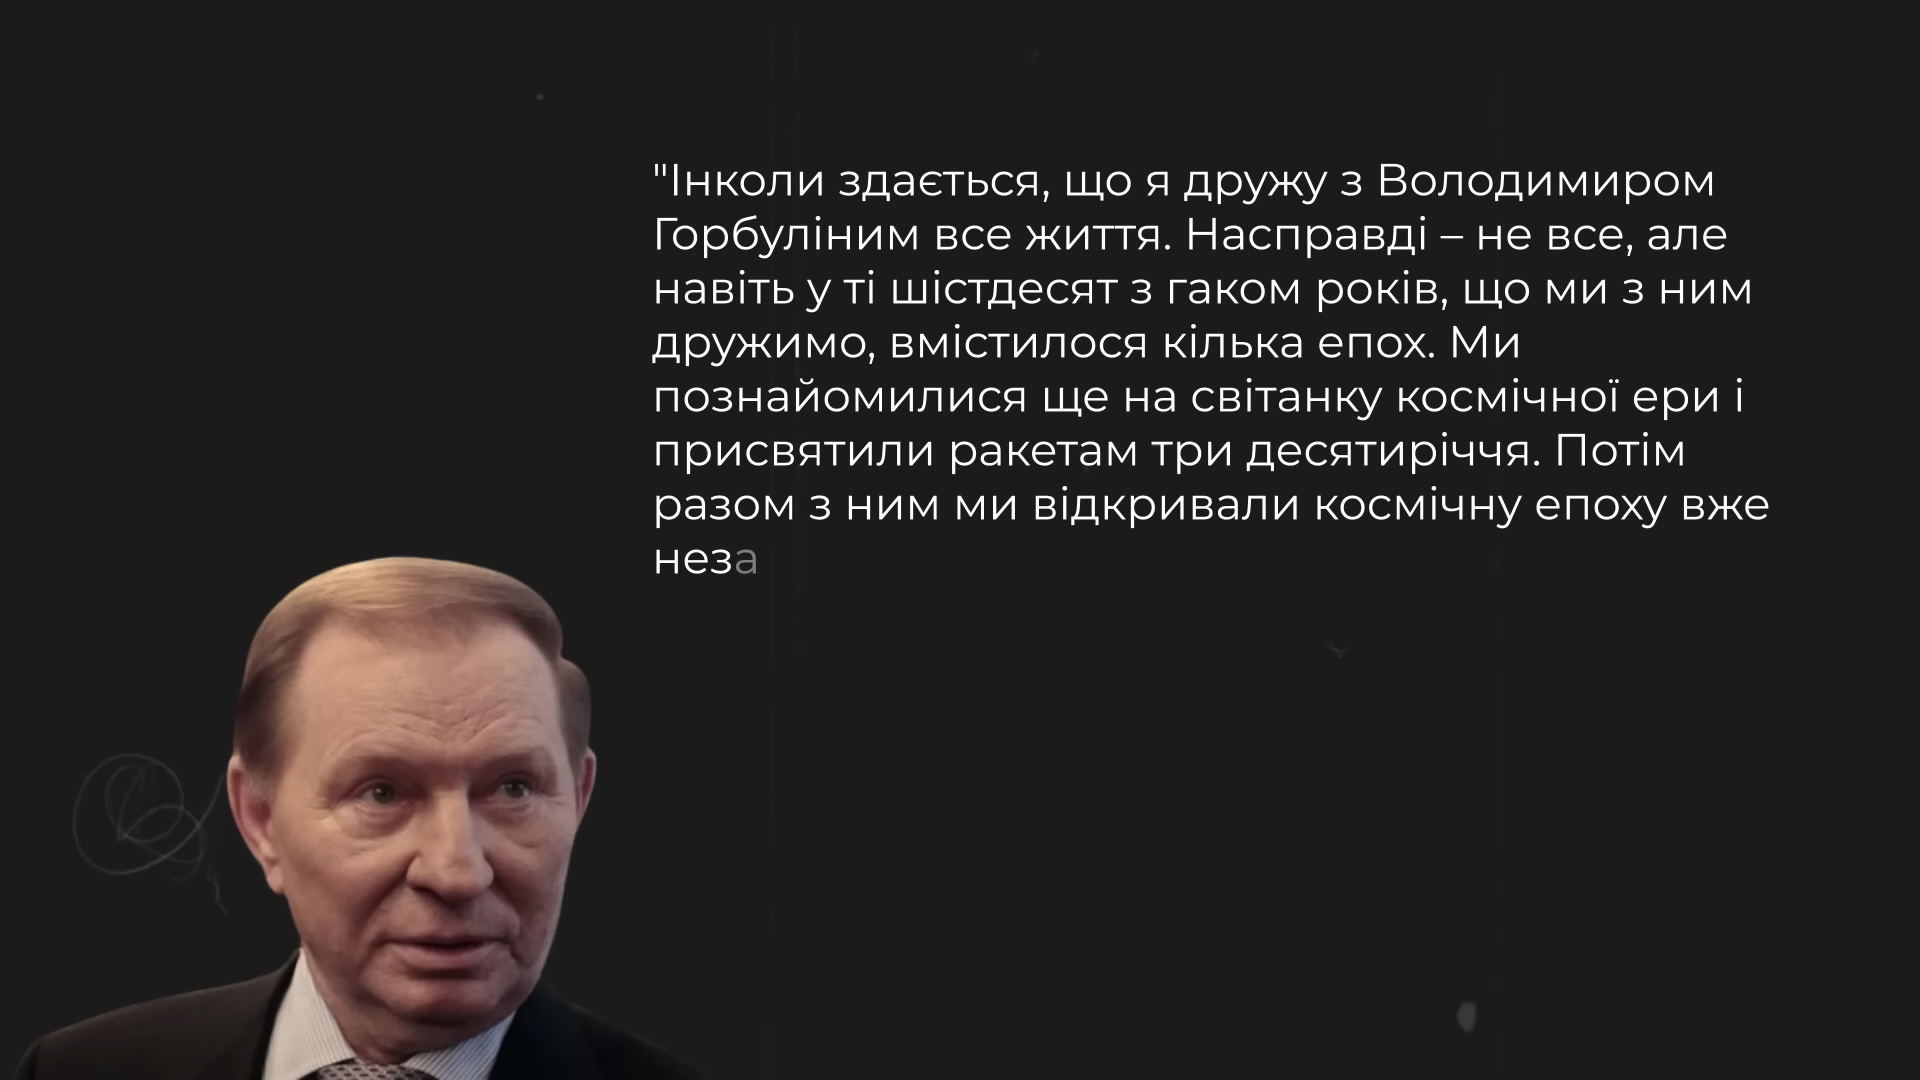 "Інколи здається, що я дружу з Володимиром
Горбуліним все життя. Насправді – не все, але
навіть у ті шістдесят з гаком років, що ми з ним
дружимо, вмістилося кілька епох. Ми
познайомилися ще на світанку космічної ери і
присвятили ракетам три десятиріччя. Потім
разом з ним ми відкривали космічну епоху вже
неза